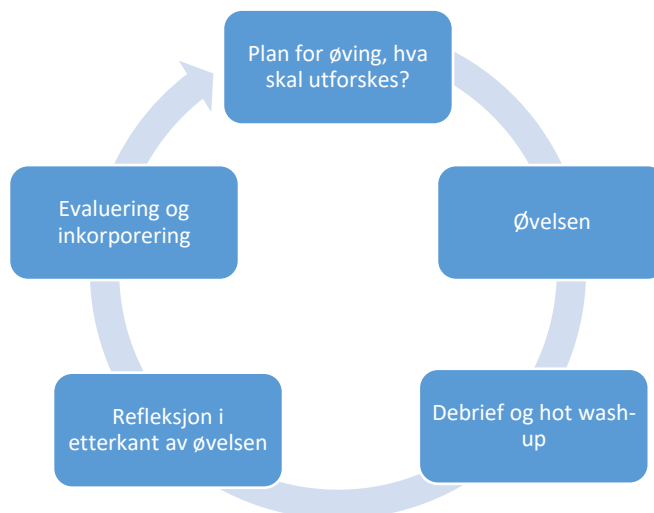 Plan for øving, hva
skal utforskes?
Øvelsen
Debrief og hot wash-
up
Refleksjon i
etterkant av øvelsen
Evaluering og
inkorporering